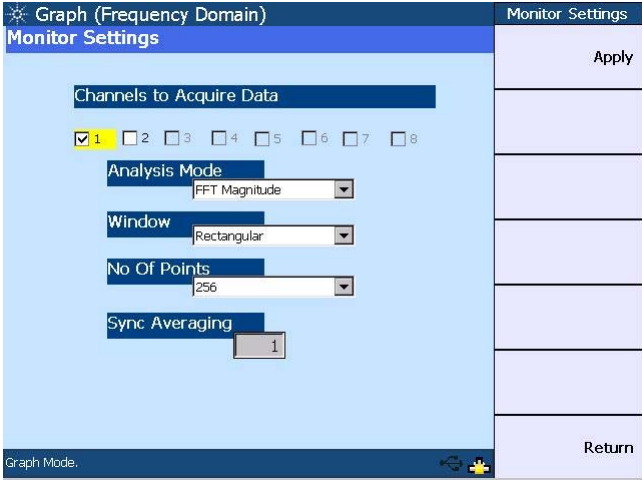 Graph (Frequency Domain)
Monitor Settings
Monitor Settings
Apply
Channels to Acquire Data
1 2 3 4 5 6 7 8
Analysis Mode
FFT Magnitude
Window
Rectangular
No Of Points
256
Sync Averaging
1
Return
Graph Mode.